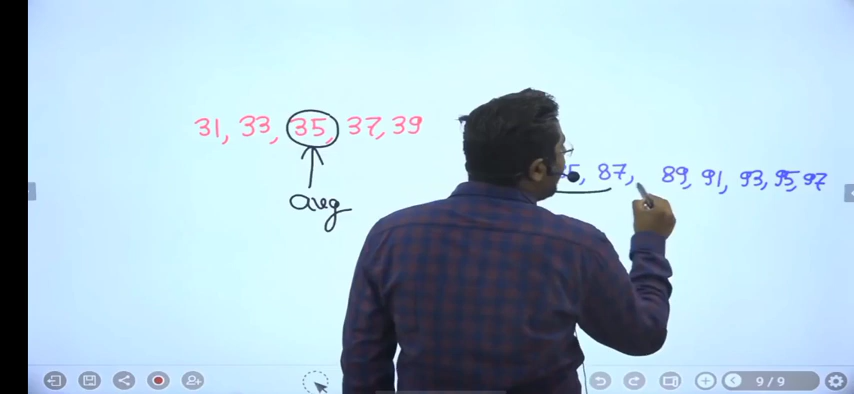 31, 33, 35, 37, 39
87, 89, 91, 93, 95, 97
avg
9/9